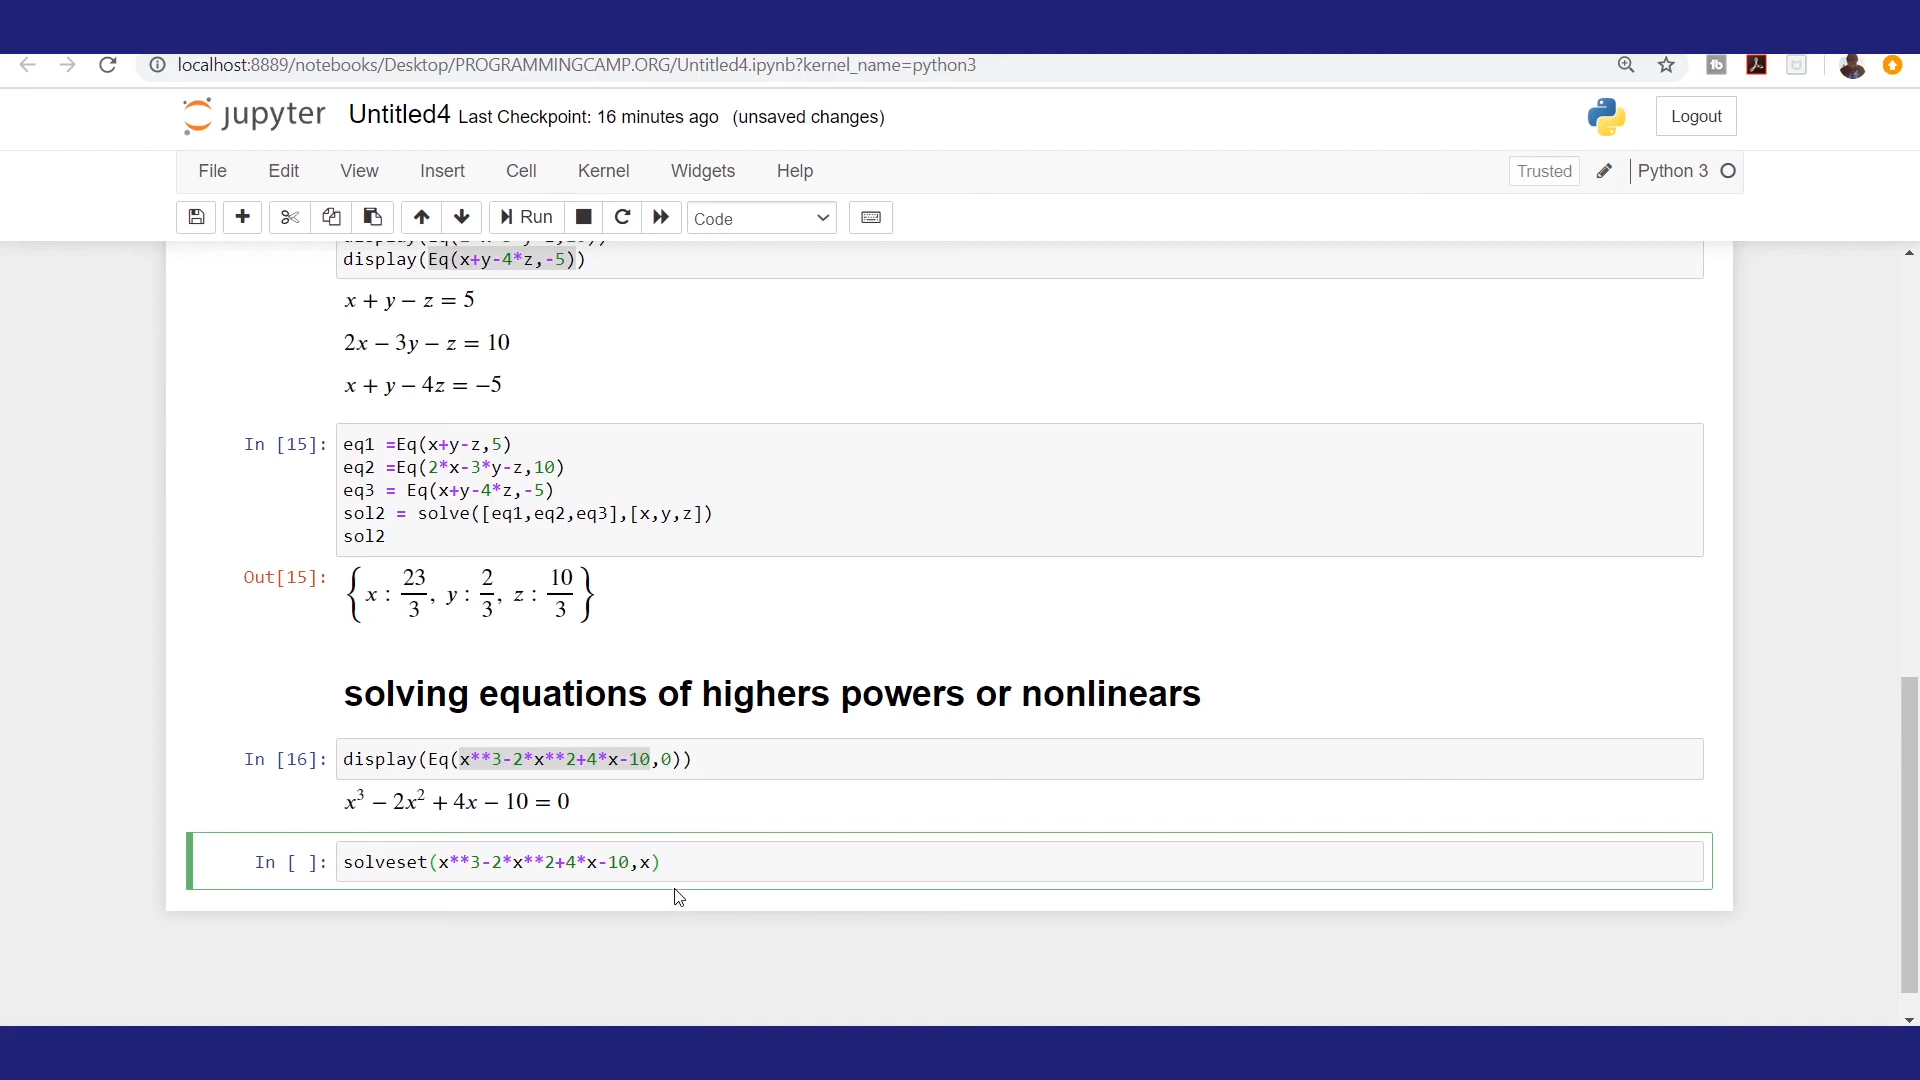 localhost:8889/notebooks/Desktop/PROGRAMMINGCAMP.ORG/Untitled4.ipynb?kernel_name=python3
jupyter Untitled4 Last Checkpoint: 16 minutes ago (unsaved changes)
Logout
File Edit View Insert Cell Kernel Widgets Help
Trusted Python 3
Run Code
display(Eq(x+y-4*z,-5))
x + y − z = 5
2x − 3y − z = 10
x + y − 4z = −5
In [15]: eq1 =Eq(x+y-z,5)
eq2 =Eq(2*x-3*y-z,10)
eq3 = Eq(x+y-4*z,-5)
sol2 = solve([eq1,eq2,eq3],[x,y,z])
sol2
Out[15]: {x : 23/3, y : 2/3, z : 10/3}
solving equations of highers powers or nonlinears
In [16]: display(Eq(x**3-2*x**2+4*x-10,0))
x³ − 2x² + 4x − 10 = 0
In [ ]: solveset(x**3-2*x**2+4*x-10,x)